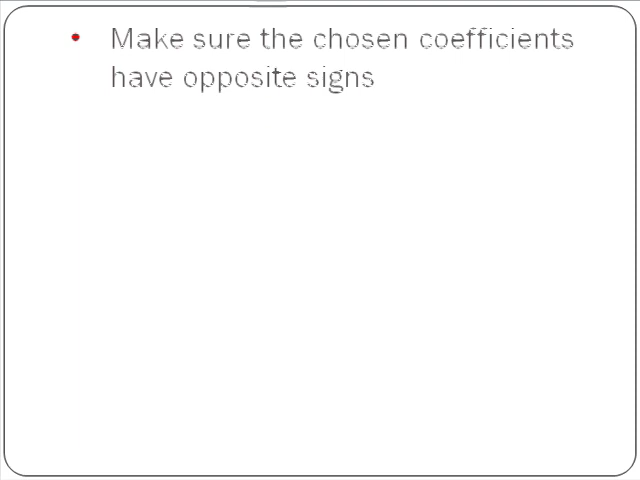 • Make sure the chosen coefficients
have opposite signs